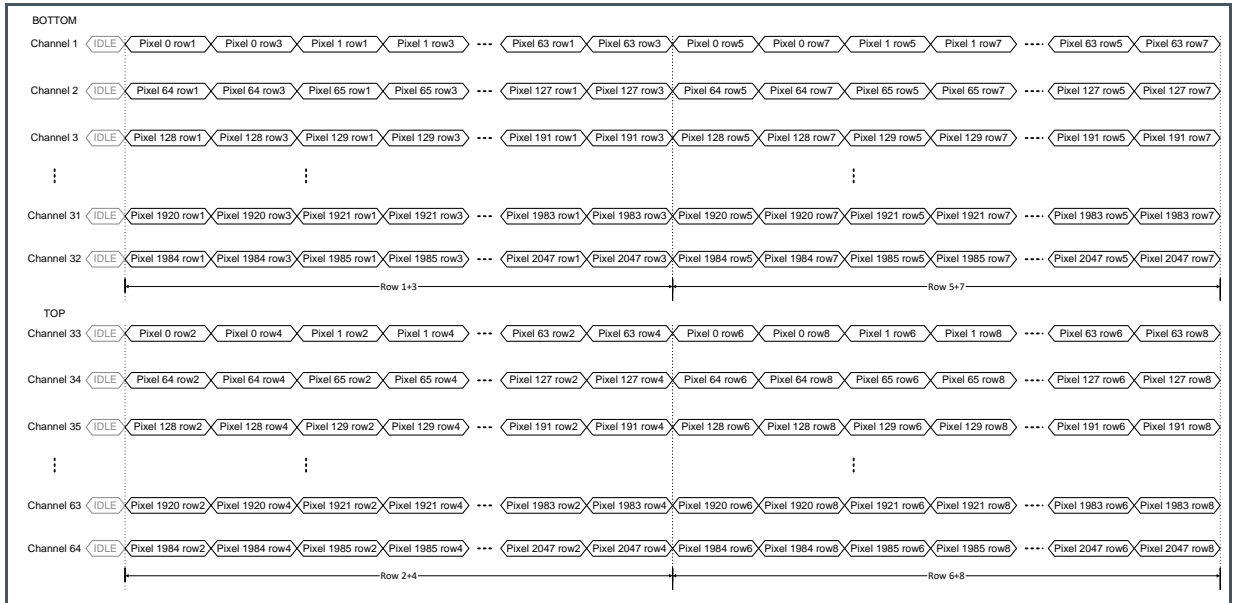 BOTTOM
Channel 1 IDLE Pixel 0 row1 Pixel 0 row3 Pixel 1 row1 Pixel 1 row3 Pixel 63 row1 Pixel 63 row3 Pixel 0 row5 Pixel 0 row7 Pixel 1 row5 Pixel 1 row7 Pixel 63 row5 Pixel 63 row7
Channel 2 IDLE Pixel 64 row1 Pixel 64 row3 Pixel 65 row1 Pixel 65 row3 Pixel 127 row1 Pixel 127 row3 Pixel 64 row5 Pixel 64 row7 Pixel 65 row5 Pixel 65 row7 Pixel 127 row5 Pixel 127 row7
Channel 3 IDLE Pixel 128 row1 Pixel 128 row3 Pixel 129 row1 Pixel 129 row3 Pixel 191 row1 Pixel 191 row3 Pixel 128 row5 Pixel 128 row7 Pixel 129 row5 Pixel 129 row7 Pixel 191 row5 Pixel 191 row7
Channel 31 IDLE Pixel 1920 row1 Pixel 1920 row3 Pixel 1921 row1 Pixel 1921 row3 Pixel 1983 row1 Pixel 1983 row3 Pixel 1920 row5 Pixel 1920 row7 Pixel 1921 row5 Pixel 1921 row7 Pixel 1983 row5 Pixel 1983 row7
Channel 32 IDLE Pixel 1984 row1 Pixel 1984 row3 Pixel 1985 row1 Pixel 1985 row3 Pixel 2047 row1 Pixel 2047 row3 Pixel 1984 row5 Pixel 1984 row7 Pixel 1985 row5 Pixel 1985 row7 Pixel 2047 row5 Pixel 2047 row7
Row 1+3 Row 5+7
TOP
Channel 33 IDLE Pixel 0 row2 Pixel 0 row4 Pixel 1 row2 Pixel 1 row4 Pixel 63 row2 Pixel 63 row4 Pixel 0 row6 Pixel 0 row8 Pixel 1 row6 Pixel 1 row8 Pixel 63 row6 Pixel 63 row8
Channel 34 IDLE Pixel 64 row2 Pixel 64 row4 Pixel 65 row2 Pixel 65 row4 Pixel 127 row2 Pixel 127 row4 Pixel 64 row6 Pixel 64 row8 Pixel 65 row6 Pixel 65 row8 Pixel 127 row6 Pixel 127 row8
Channel 35 IDLE Pixel 128 row2 Pixel 128 row4 Pixel 129 row2 Pixel 129 row4 Pixel 191 row2 Pixel 191 row4 Pixel 128 row6 Pixel 128 row8 Pixel 129 row6 Pixel 129 row8 Pixel 191 row6 Pixel 191 row8
Channel 63 IDLE Pixel 1920 row2 Pixel 1920 row4 Pixel 1921 row2 Pixel 1921 row4 Pixel 1983 row2 Pixel 1983 row4 Pixel 1920 row6 Pixel 1920 row8 Pixel 1921 row6 Pixel 1921 row8 Pixel 1983 row6 Pixel 1983 row8
Channel 64 IDLE Pixel 1984 row2 Pixel 1984 row4 Pixel 1985 row2 Pixel 1985 row4 Pixel 2047 row2 Pixel 2047 row4 Pixel 1984 row6 Pixel 1984 row8 Pixel 1985 row6 Pixel 1985 row8 Pixel 2047 row6 Pixel 2047 row8
Row 2+4 Row 6+8